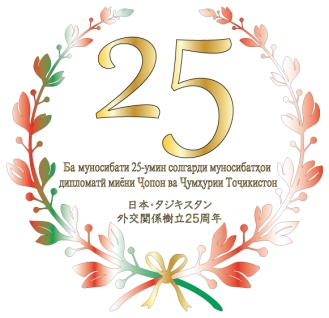 25
Ба муносибати 25-умин солгарди муносибатҳои
дипломатӣ миёни Ҷопон ва Ҷумҳурии Тоҷикистон
日本・タジキスタン
外交関係樹立25周年